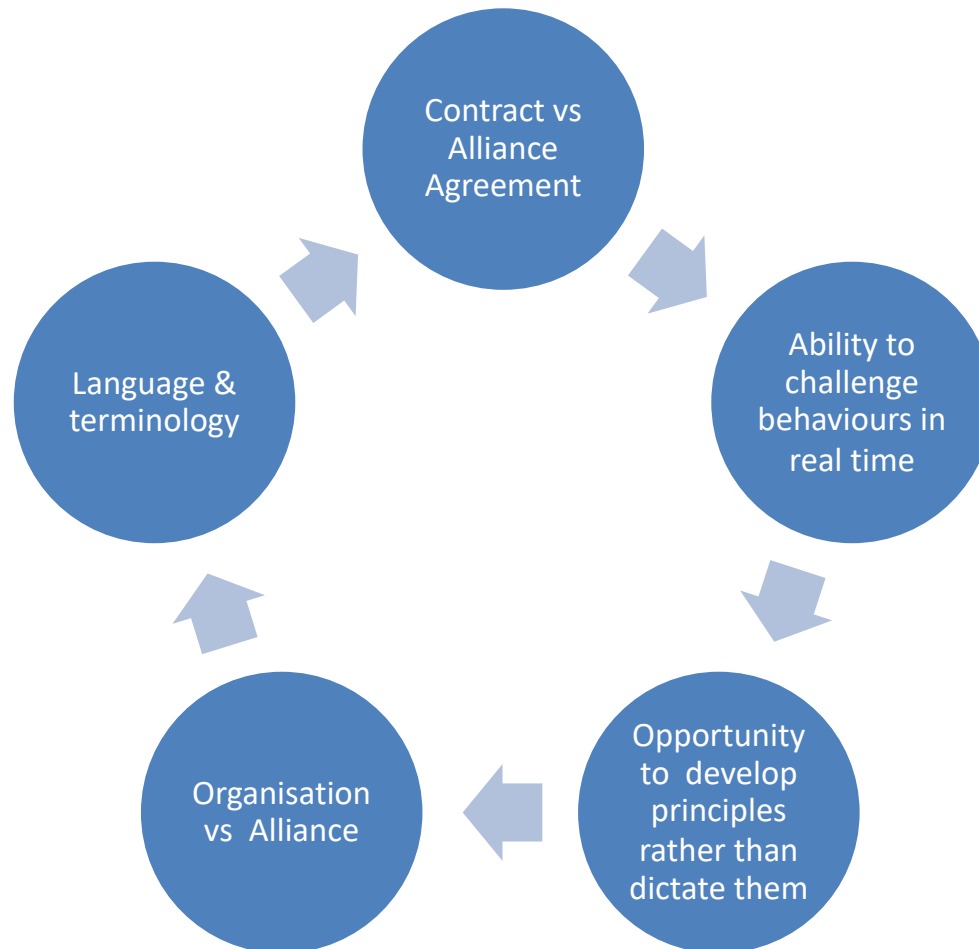 Contract vs
Alliance
Agreement
Ability to
challenge
behaviours in
real time
Opportunity
to  develop
principles
rather than
dictate them
Organisation
vs  Alliance
Language &
terminology